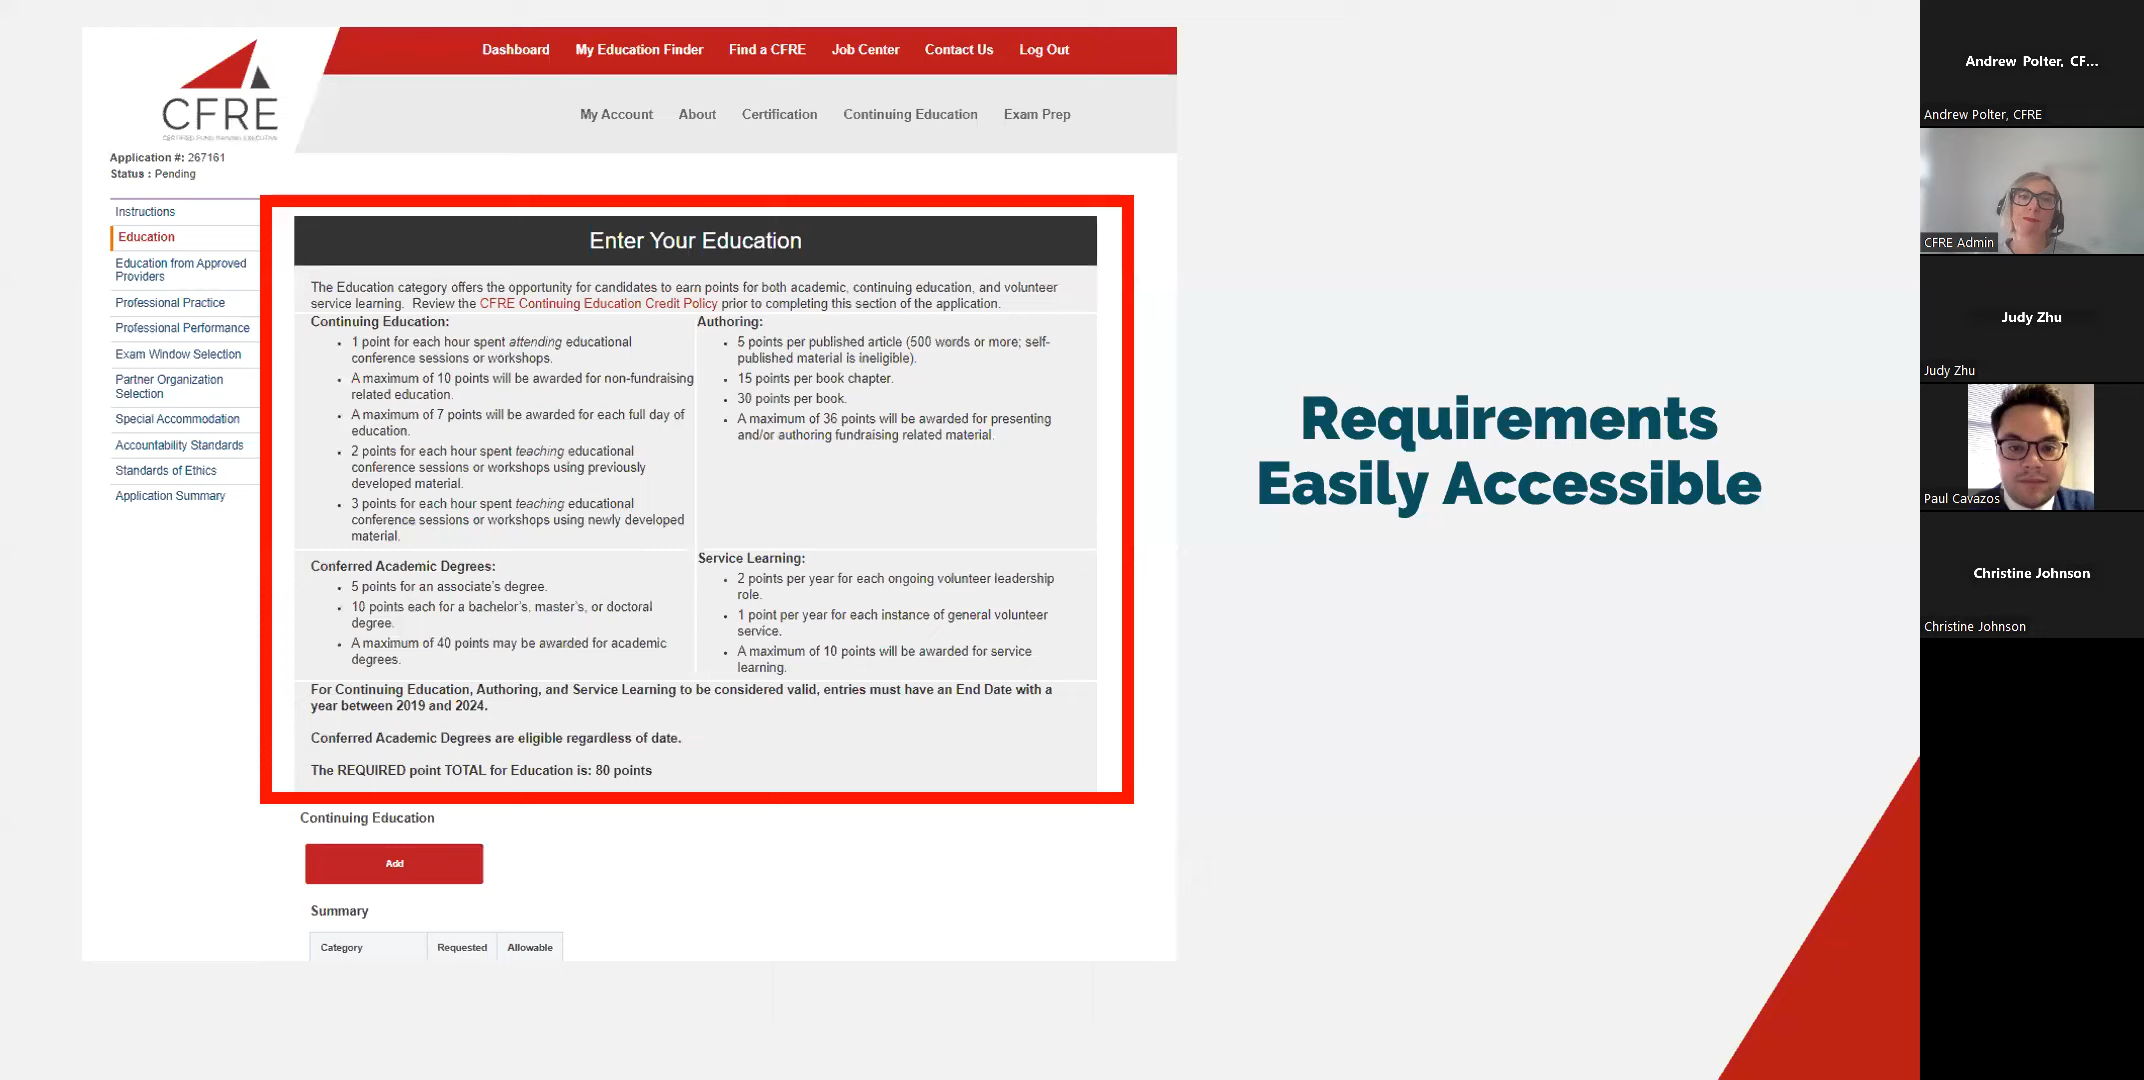 Dashboard My Education Finder Find a CFRE Job Center Contact Us Log Out
CFRE
CERTIFIED FUND RAISING EXECUTIVE
My Account About Certification Continuing Education Exam Prep
Application #: 267161
Status : Pending
Instructions
Education
Education from Approved
Providers
Professional Practice
Professional Performance
Exam Window Selection
Partner Organization
Selection
Special Accommodation
Accountability Standards
Standards of Ethics
Application Summary
Enter Your Education
The Education category offers the opportunity for candidates to earn points for both academic, continuing education, and volunteer
service learning. Review the CFRE Continuing Education Credit Policy prior to completing this section of the application.
Continuing Education:
• 1 point for each hour spent attending educational
conference sessions or workshops.
• A maximum of 10 points will be awarded for non-fundraising
related education.
• A maximum of 7 points will be awarded for each full day of
education.
• 2 points for each hour spent teaching educational
conference sessions or workshops using previously
developed material.
• 3 points for each hour spent teaching educational
conference sessions or workshops using newly developed
material.
Authoring:
• 5 points per published article (500 words or more; self-
published material is ineligible).
• 15 points per book chapter.
• 30 points per book.
• A maximum of 36 points will be awarded for presenting
and/or authoring fundraising related material.
Conferred Academic Degrees:
• 5 points for an associate's degree.
• 10 points each for a bachelor's, master's, or doctoral
degree.
• A maximum of 40 points may be awarded for academic
degrees.
Service Learning:
• 2 points per year for each ongoing volunteer leadership
role.
• 1 point per year for each instance of general volunteer
service.
• A maximum of 10 points will be awarded for service
learning.
For Continuing Education, Authoring, and Service Learning to be considered valid, entries must have an End Date with a
year between 2019 and 2024.
Conferred Academic Degrees are eligible regardless of date.
The REQUIRED point TOTAL for Education is: 80 points
Continuing Education
Add
Summary
Category Requested Allowable
Requirements
Easily Accessible
Andrew Polter, CF...
Andrew Polter, CFRE
CFRE Admin
Judy Zhu
Judy Zhu
Paul Cavazos
Christine Johnson
Christine Johnson